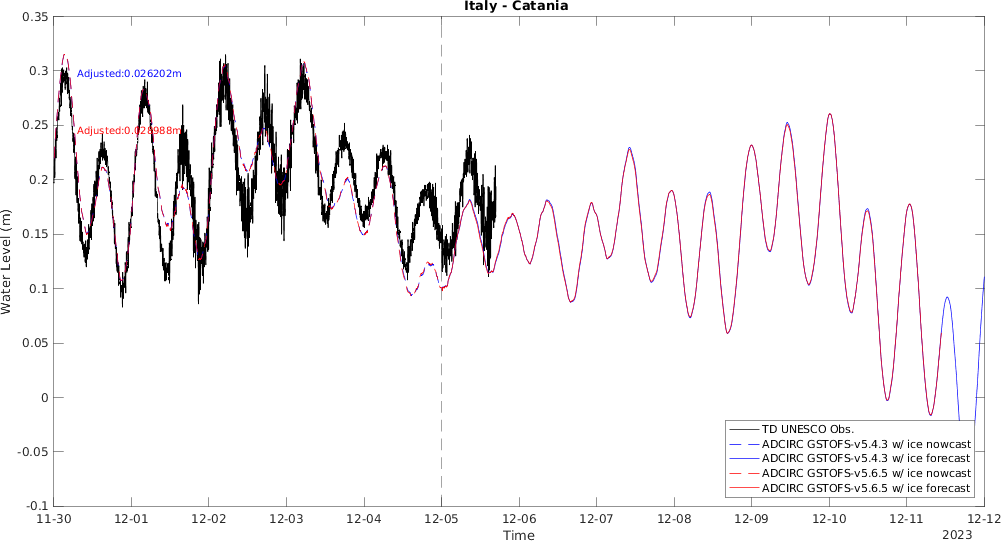 Italy - Catania
0.35
0.3
0.25
0.2
0.15
0.1
0.05
0
-0.05
-0.1
Water Level (m)
Adjusted:0.026202m
Adjusted:0.028988m
TD UNESCO Obs.
ADCIRC GSTOFS-v5.4.3 w/ ice nowcast
ADCIRC GSTOFS-v5.4.3 w/ ice forecast
ADCIRC GSTOFS-v5.6.5 w/ ice nowcast
ADCIRC GSTOFS-v5.6.5 w/ ice forecast
11-30 12-01 12-02 12-03 12-04 12-05 12-06 12-07 12-08 12-09 12-10 12-11 12-12
Time
2023